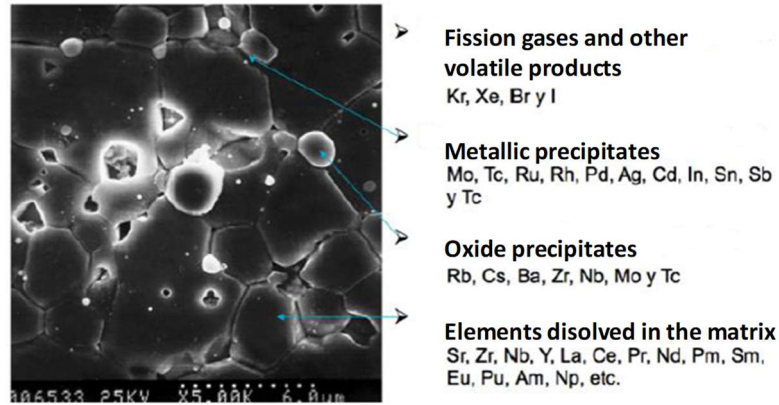 Fission gases and other
volatile products
Kr, Xe, Br y I
Metallic precipitates
Mo, Tc, Ru, Rh, Pd, Ag, Cd, In, Sn, Sb
y Tc
Oxide precipitates
Rb, Cs, Ba, Zr, Nb, Mo y Tc
Elements disolved in the matrix
Sr, Zr, Nb, Y, La, Ce, Pr, Nd, Pm, Sm,
Eu, Pu, Am, Np, etc.
006533 25KV X5.00K 6.0µm